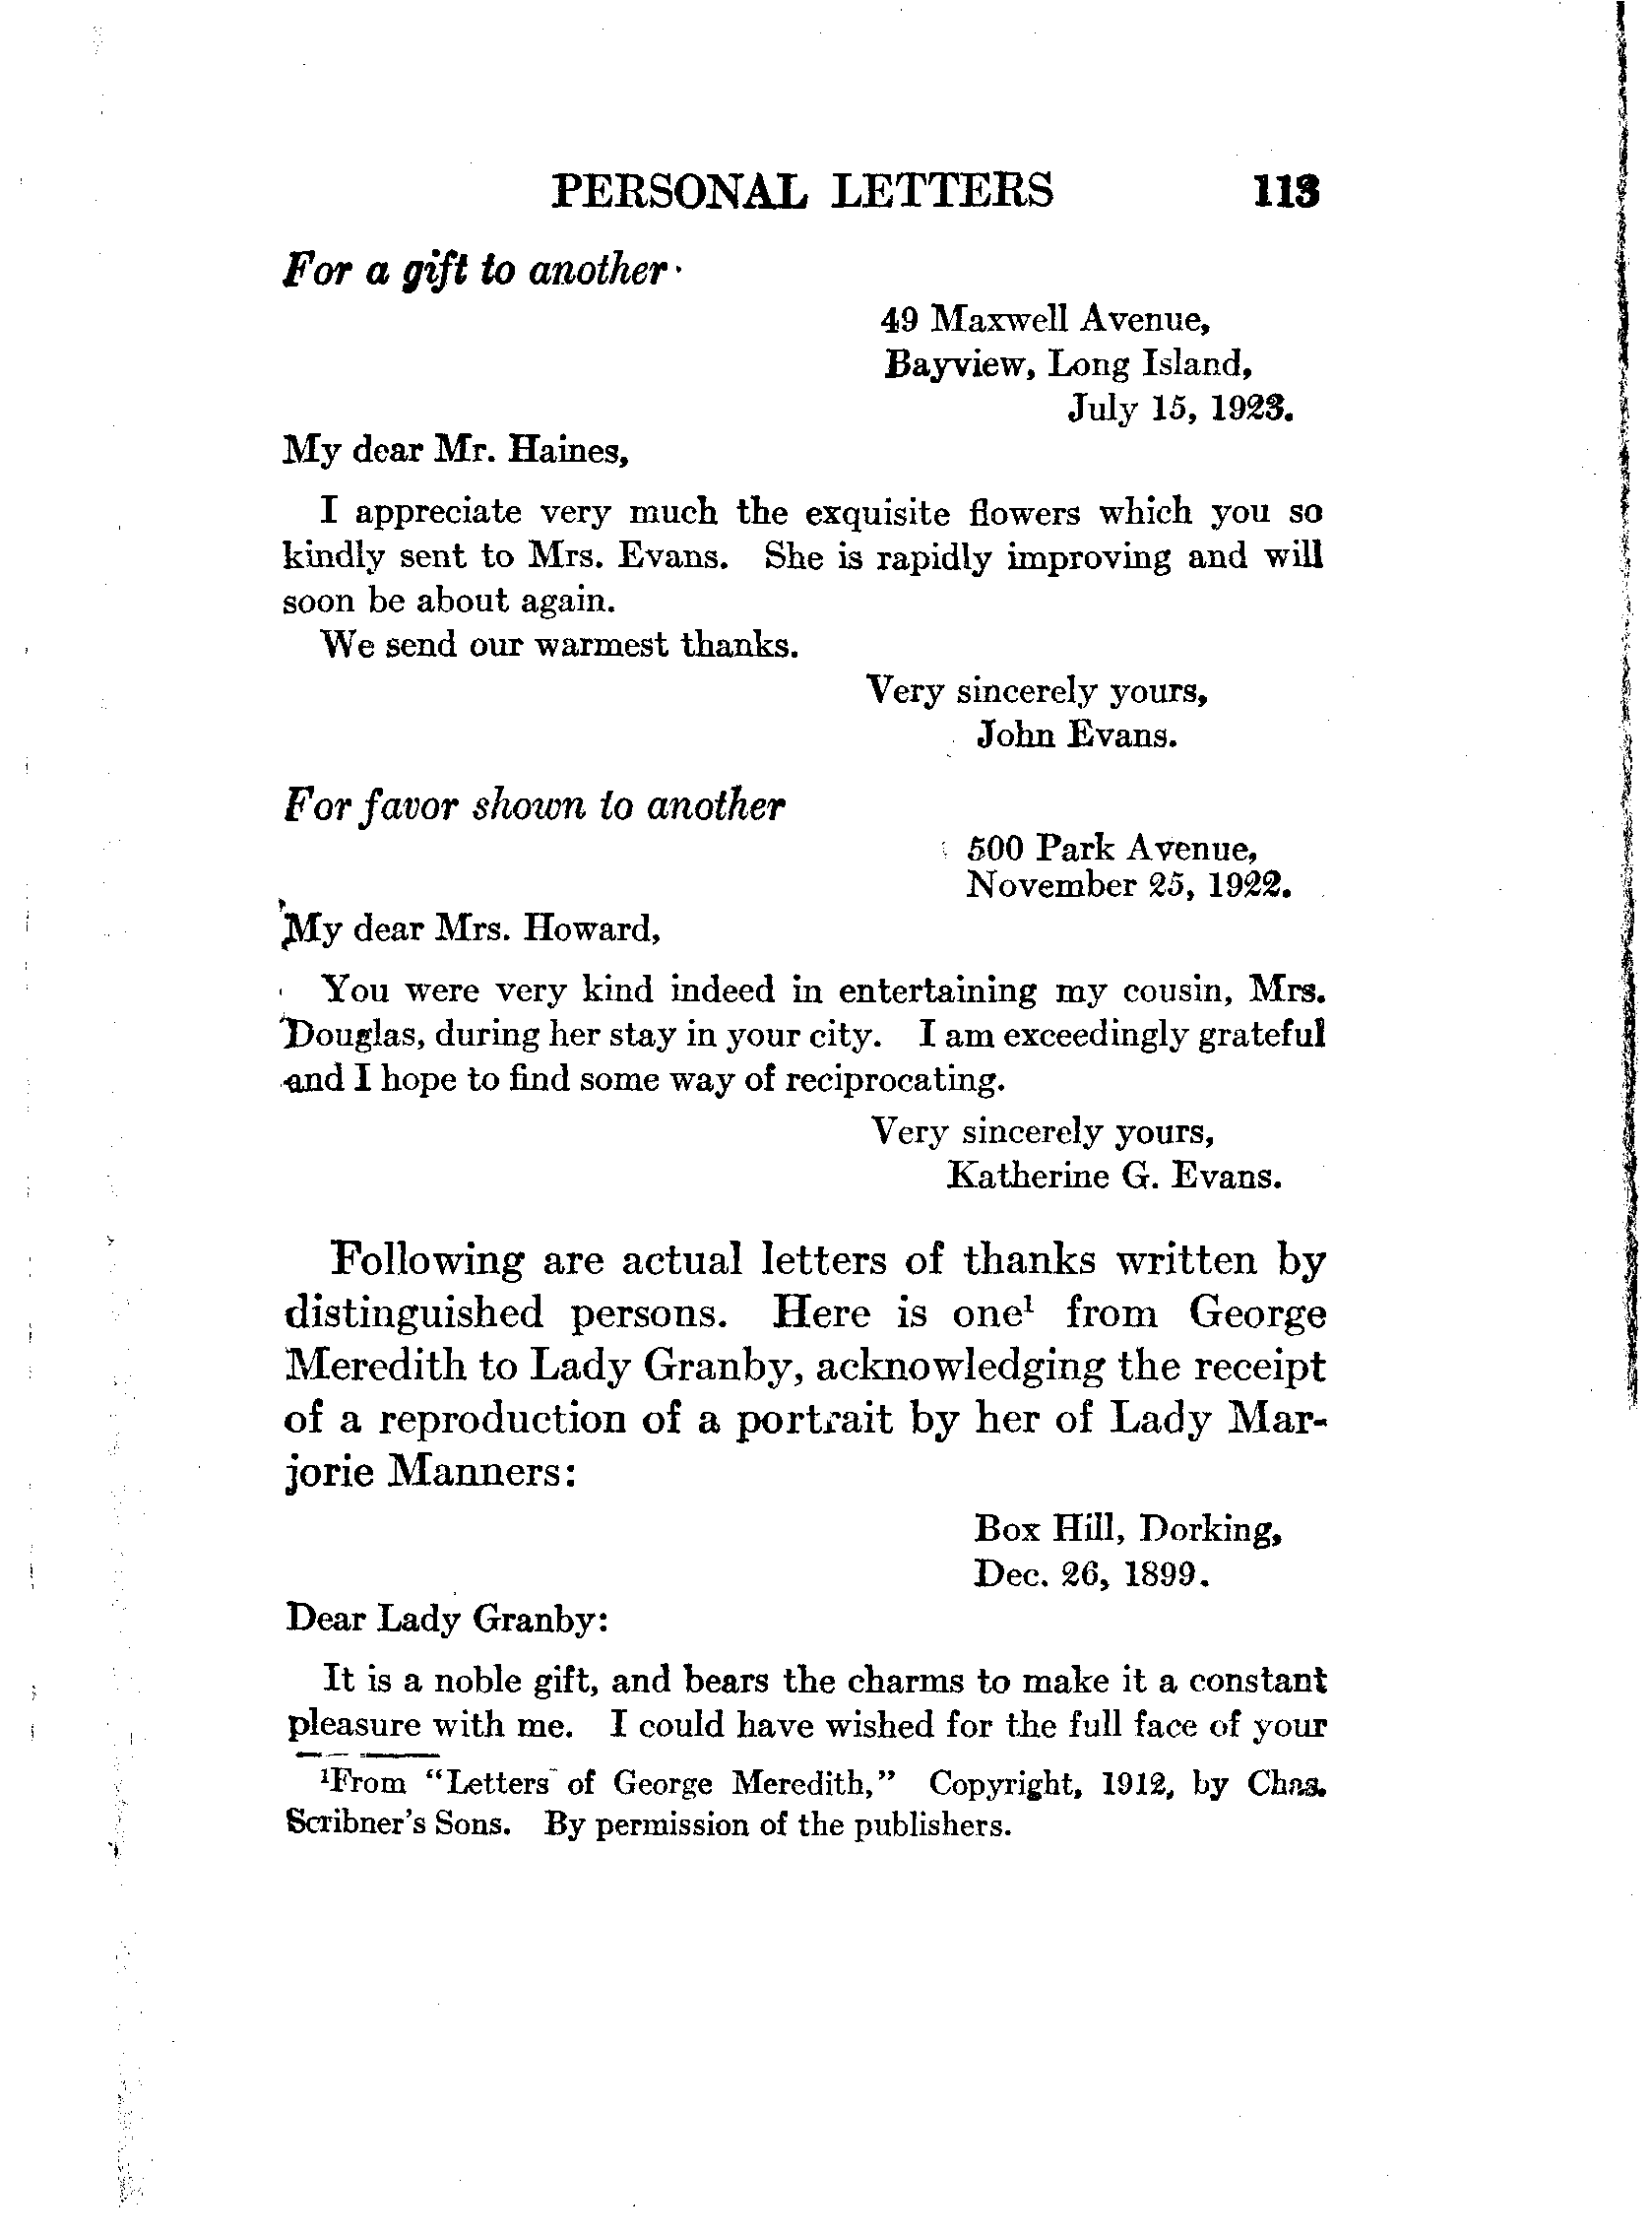 PERSONAL LETTERS 113
For a gift to another
49 Maxwell Avenue,
Bayview, Long Island,
July 15, 1923.
My dear Mr. Haines,
I appreciate very much the exquisite flowers which you so
kindly sent to Mrs. Evans. She is rapidly improving and will
soon be about again.
We send our warmest thanks.
Very sincerely yours,
John Evans.
For favor shown to another
500 Park Avenue,
November 25, 1922.
My dear Mrs. Howard,
You were very kind indeed in entertaining my cousin, Mrs.
Douglas, during her stay in your city. I am exceedingly grateful
and I hope to find some way of reciprocating.
Very sincerely yours,
Katherine G. Evans.
Following are actual letters of thanks written by
distinguished persons. Here is one¹ from George
Meredith to Lady Granby, acknowledging the receipt
of a reproduction of a portrait by her of Lady Mar-
jorie Manners:
Box Hill, Dorking,
Dec. 26, 1899.
Dear Lady Granby:
It is a noble gift, and bears the charms to make it a constant
pleasure with me. I could have wished for the full face of your
¹From "Letters of George Meredith," Copyright, 1912, by Chas.
Scribner's Sons. By permission of the publishers.